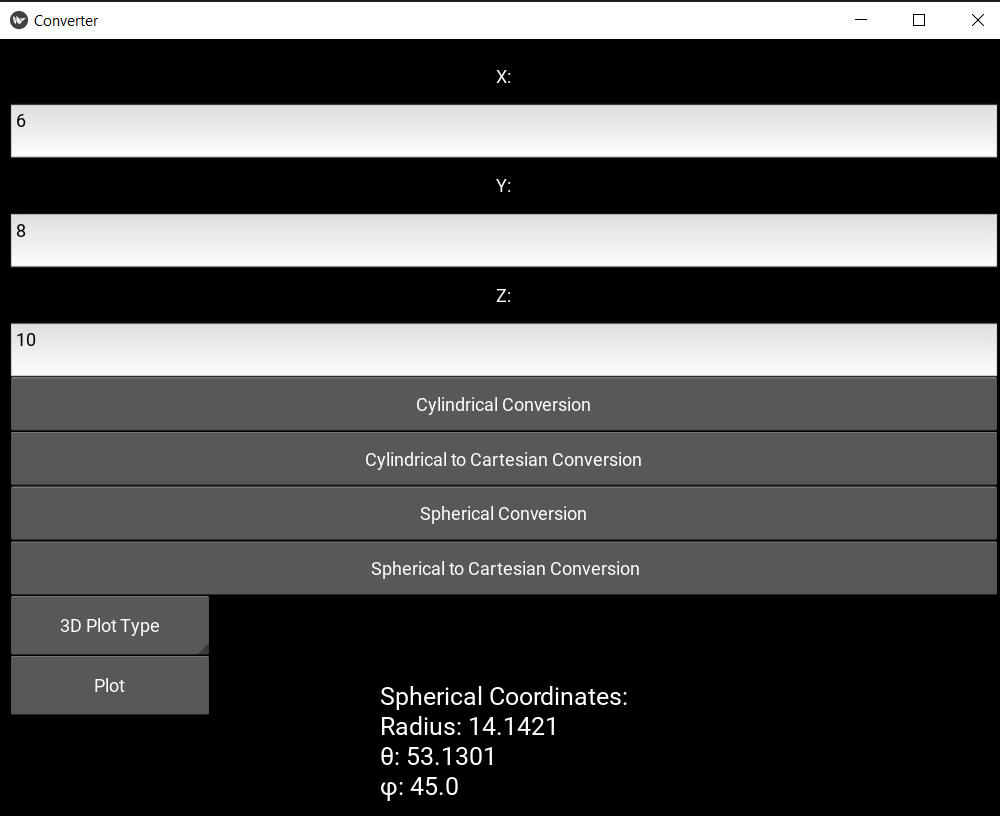 Converter
X:
6
Y:
8
Z:
10
Cylindrical Conversion
Cylindrical to Cartesian Conversion
Spherical Conversion
Spherical to Cartesian Conversion
3D Plot Type
Plot
Spherical Coordinates:
Radius: 14.1421
θ: 53.1301
φ: 45.0